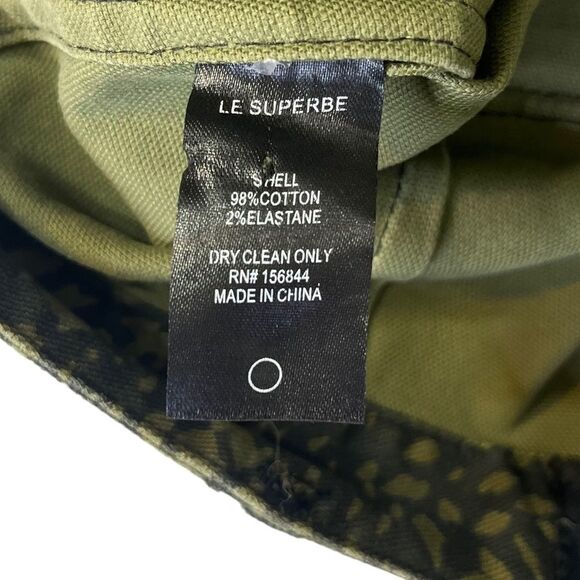 LE SUPERBE
SHELL
98%COTTON
2%ELASTANE
DRY CLEAN ONLY
RN# 156844
MADE IN CHINA